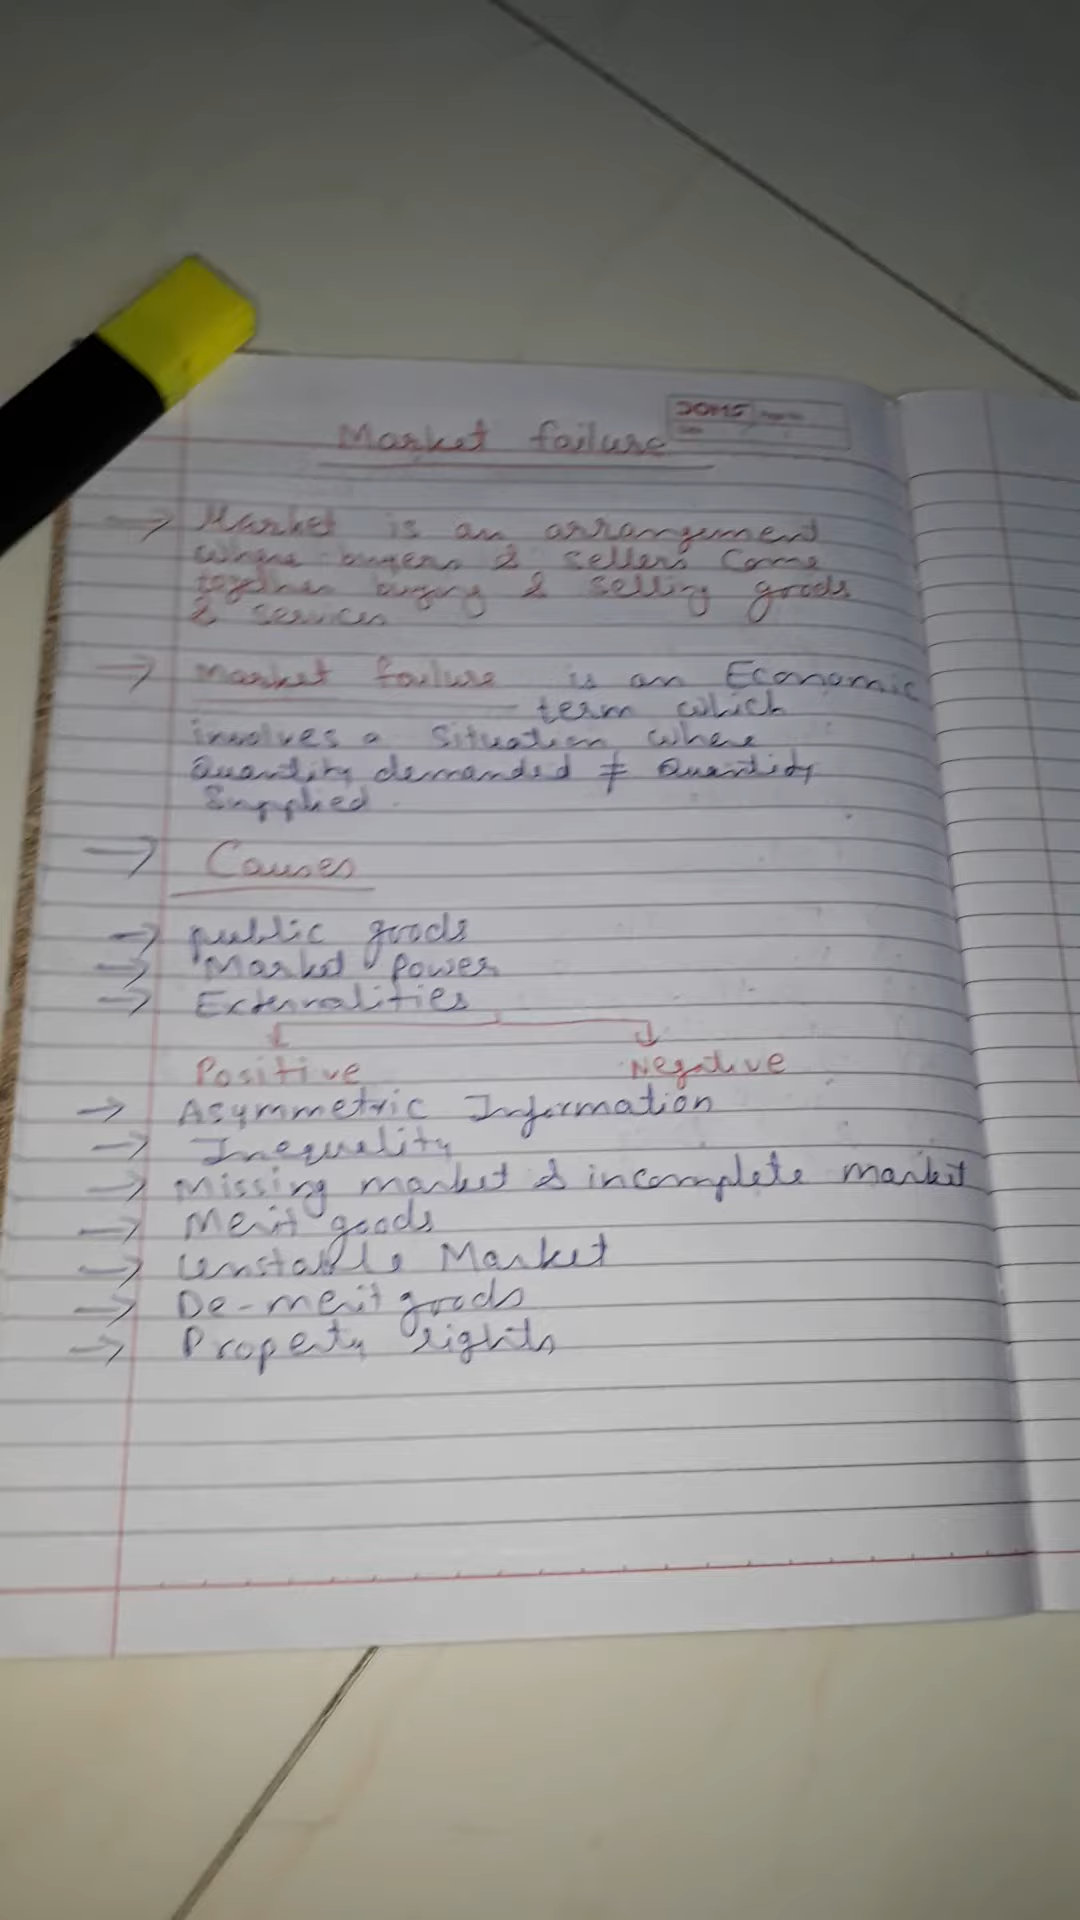 DOMS
Market failure
→ Market is an arrangement
where buyers & sellers Come
together buying & selling goods
& services
→ Market failure is an Economic
term which
involves a situation where
Quantity demanded ≠ Quantity
Supplied.
→ Causes
→ public goods
→ Market Power
→ Externalities
Positive Negative
→ Asymmetric Information
→ Inequality
→ Missing market & incomplete market
→ Merit goods
→ Unstable Market
→ De-merit goods
→ Property rights